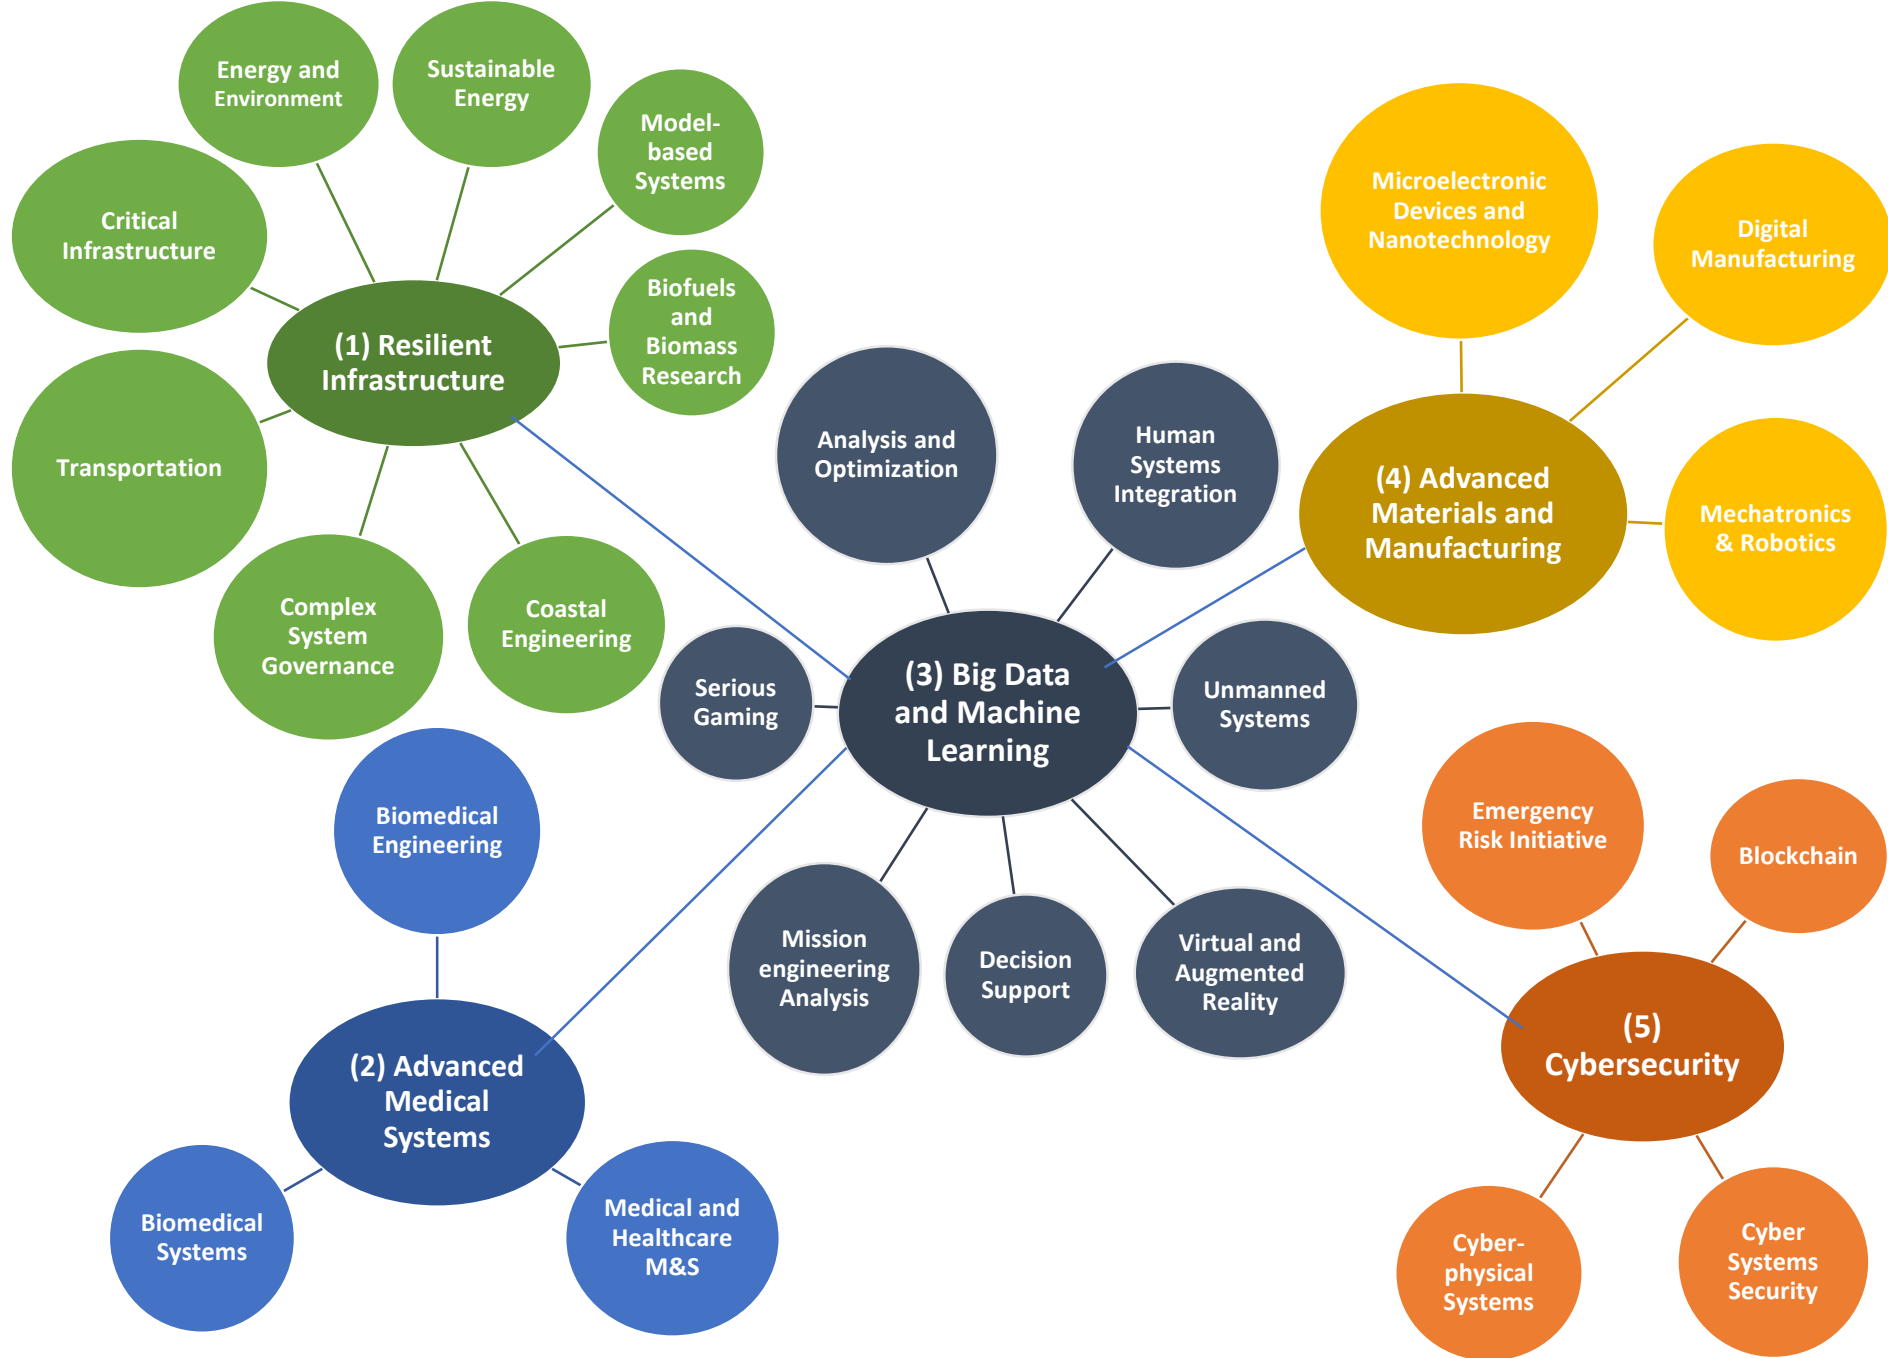 Energy and
Environment
Sustainable
Energy
Model-
based
Systems
Critical
Infrastructure
Biofuels
and
Biomass
Research
(1) Resilient
Infrastructure
Transportation
Complex
System
Governance
Coastal
Engineering
Microelectronic
Devices and
Nanotechnology
Digital
Manufacturing
(4) Advanced
Materials and
Manufacturing
Mechatronics
& Robotics
Analysis and
Optimization
Human
Systems
Integration
Serious
Gaming
(3) Big Data
and Machine
Learning
Unmanned
Systems
Mission
engineering
Analysis
Decision
Support
Virtual and
Augmented
Reality
Biomedical
Engineering
(2) Advanced
Medical
Systems
Biomedical
Systems
Medical and
Healthcare
M&S
Emergency
Risk Initiative
Blockchain
(5)
Cybersecurity
Cyber-
physical
Systems
Cyber
Systems
Security